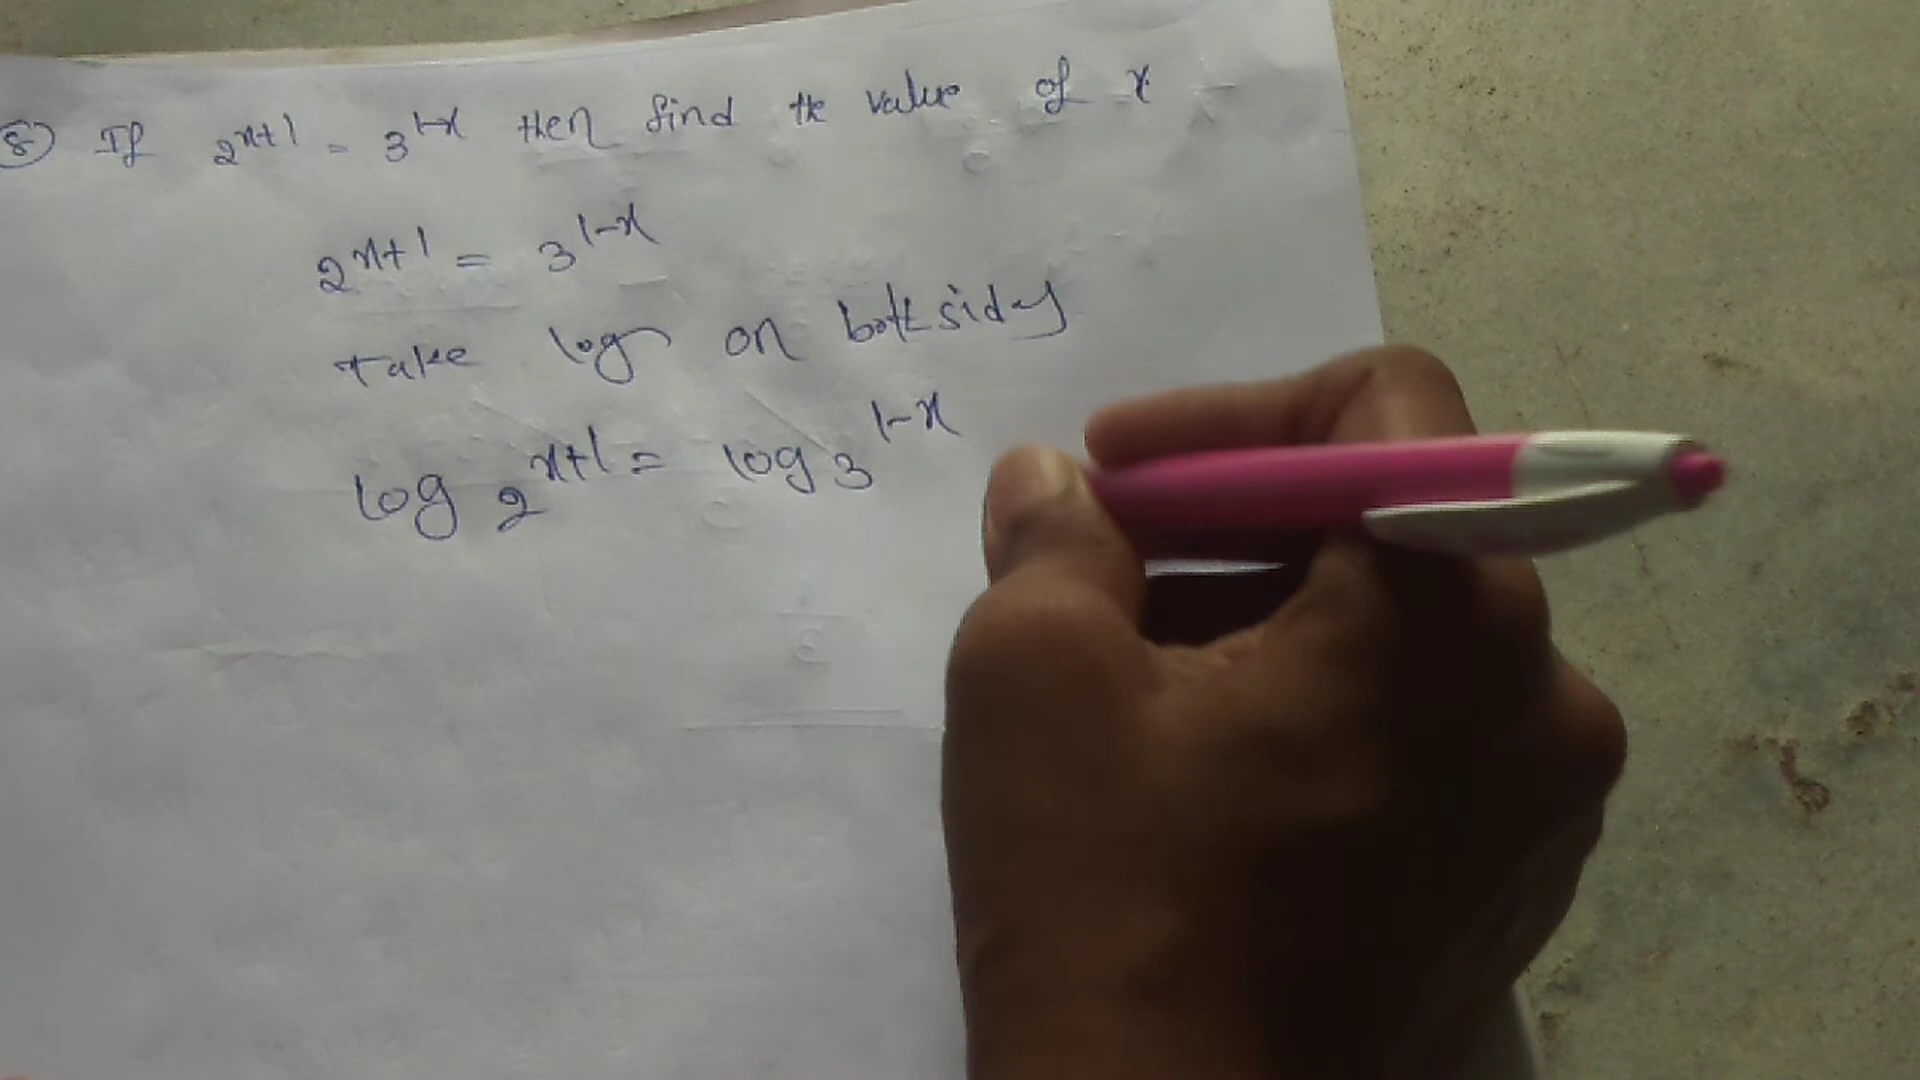 8) If 2^{x+1} = 3^{1-x} then find the value of x
2^{x+1} = 3^{1-x}
Take log on both sides
log 2^{x+1} = log 3^{1-x}